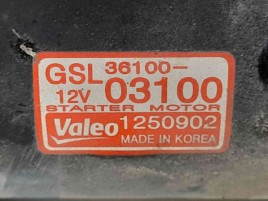 GSL 36100-
12V 03100
STARTER MOTOR
Valeo 1250902
MADE IN KOREA